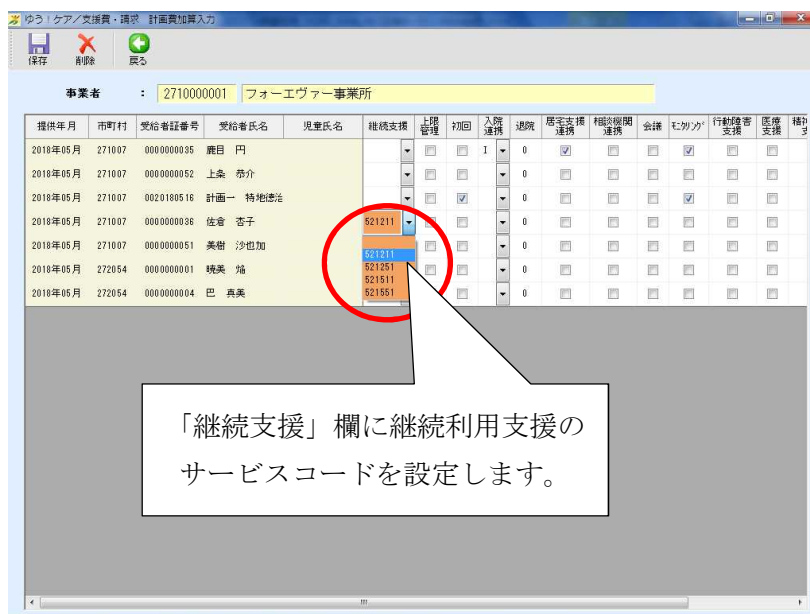 ゆう!ケア/支援費・請求 計画費加算入力
保存 削除 戻る
事業者 : 2710000001 フォーエヴァー事業所
提供年月 市町村 受給者証番号 受給者氏名 児童氏名 継続支援 上限管理 初回 入院連携 退院 居宅支援連携 相談機関連携 会議 ﾓﾆﾀﾘﾝｸﾞ 行動障害支援 医療支援
2018年05月 271007 0000000035 鹿目 円 I 0
2018年05月 271007 0000000052 上条 恭介 0
2018年05月 271007 0020180516 計画一 特地徳治 0
2018年05月 271007 0000000036 佐倉 杏子 521211 0
2018年05月 271007 0000000051 美樹 沙也加 0
521211
2018年05月 272054 0000000001 暁美 焔 521251 0
521511
2018年05月 272054 0000000004 巴 真美 521551 0
「継続支援」欄に継続利用支援の
サービスコードを設定します。